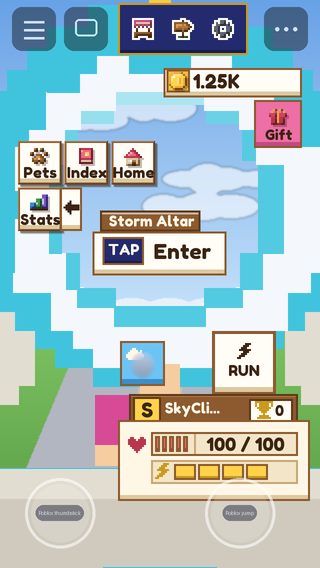 1.25K
Gift
Pets
Index
Home
Stats
Storm Altar
TAP Enter
RUN
S SkyCli... 0
100 / 100
Roblox thumbstick
Roblox jump